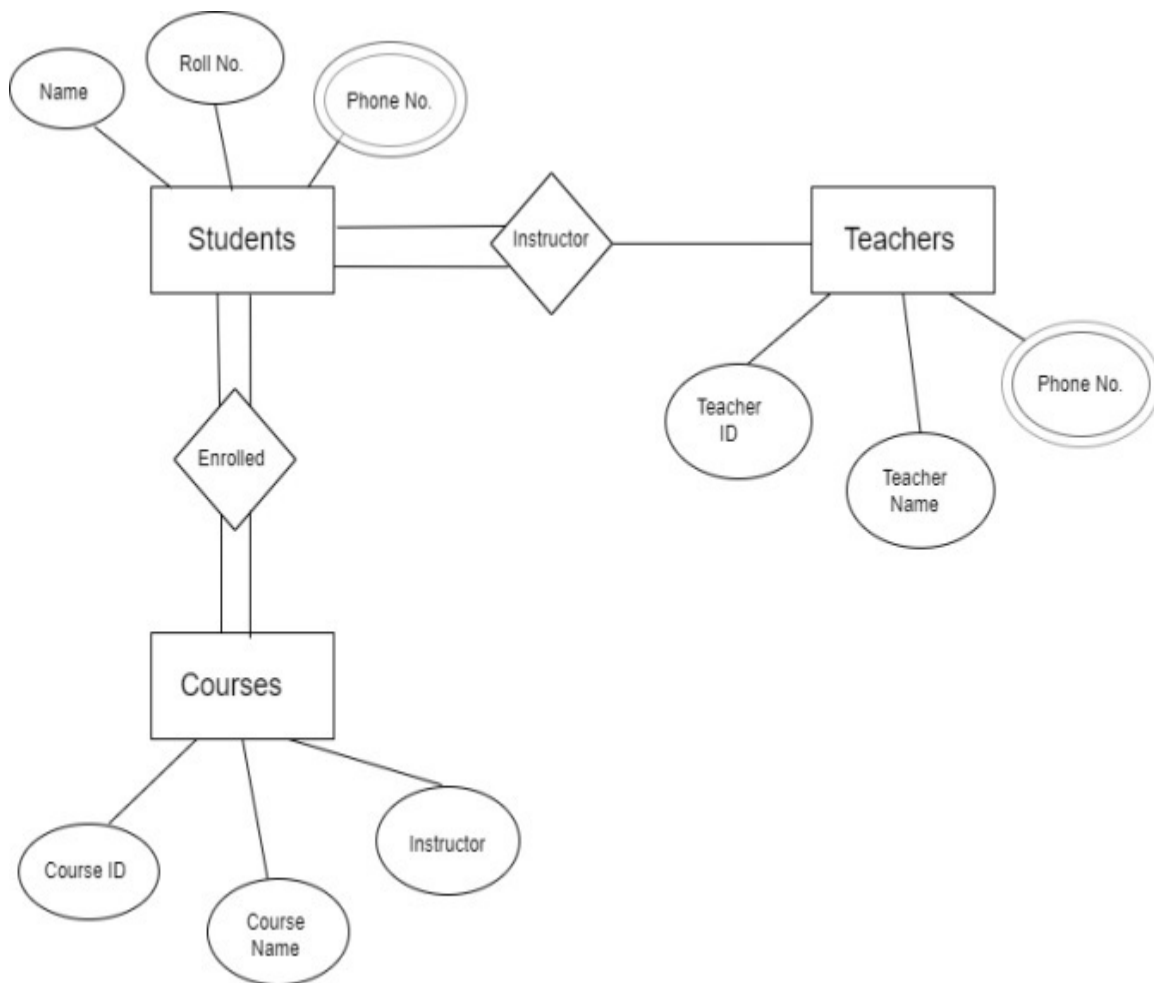 Name
Roll No.
Phone No.
Students
Instructor
Teachers
Teacher
ID
Teacher
Name
Phone No.
Enrolled
Courses
Course ID
Course
Name
Instructor